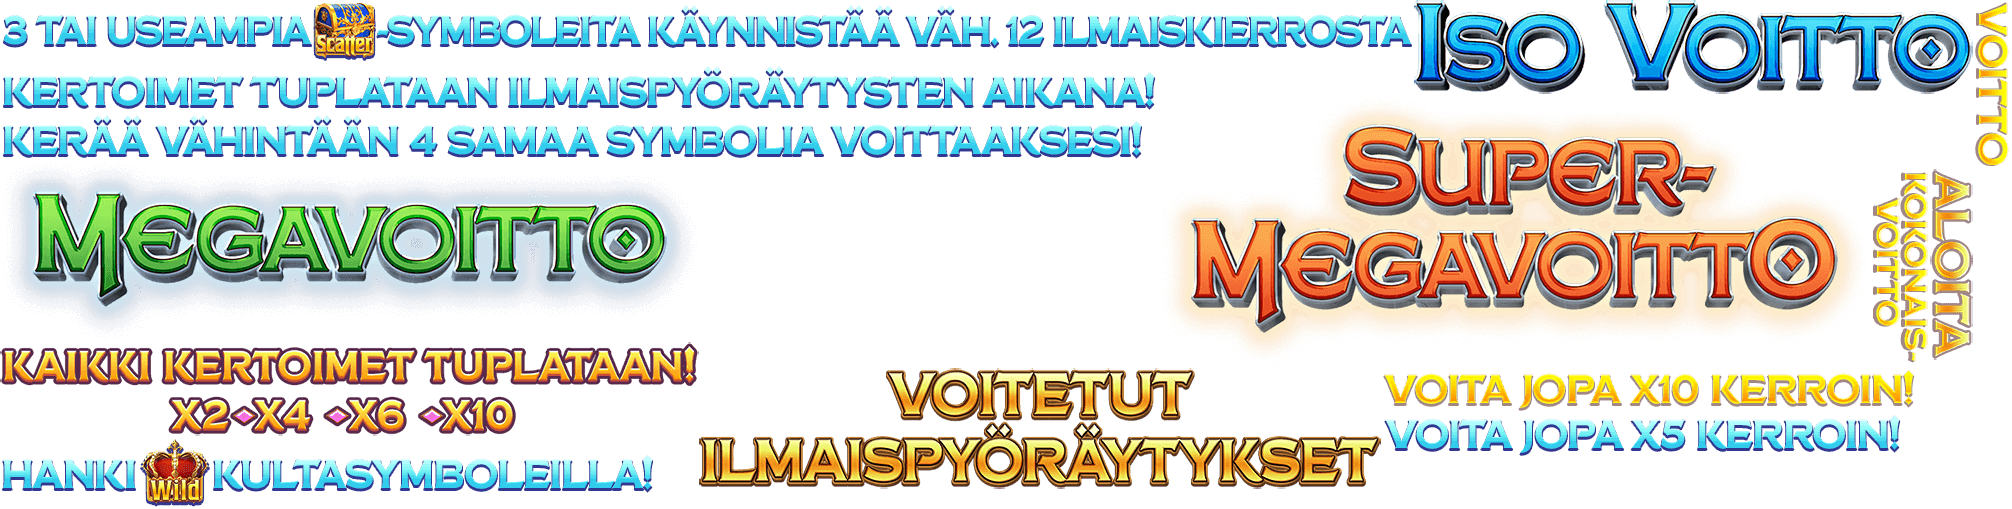 3 TAI USEAMPIA Scatter-SYMBOLEITA KÄYNNISTÄÄ VÄH. 12 ILMAISKIERROSTA
KERTOIMET TUPLATAAN ILMAISPYÖRÄYTYSTEN AIKANA!
KERÄÄ VÄHINTÄÄN 4 SAMAA SYMBOLIA VOITTAAKSESI!
ISO VOITTO
VOITTO
MEGAVOITTO
SUPER-
MEGAVOITTO
ALOITA
KOKONAIS-
VOITTO
KAIKKI KERTOIMET TUPLATAAN!
X2 X4 X6 X10
HANKI Wild KULTASYMBOLEILLA!
VOITETUT
ILMAISPYÖRÄYTYKSET
VOITA JOPA X10 KERROIN!
VOITA JOPA X5 KERROIN!